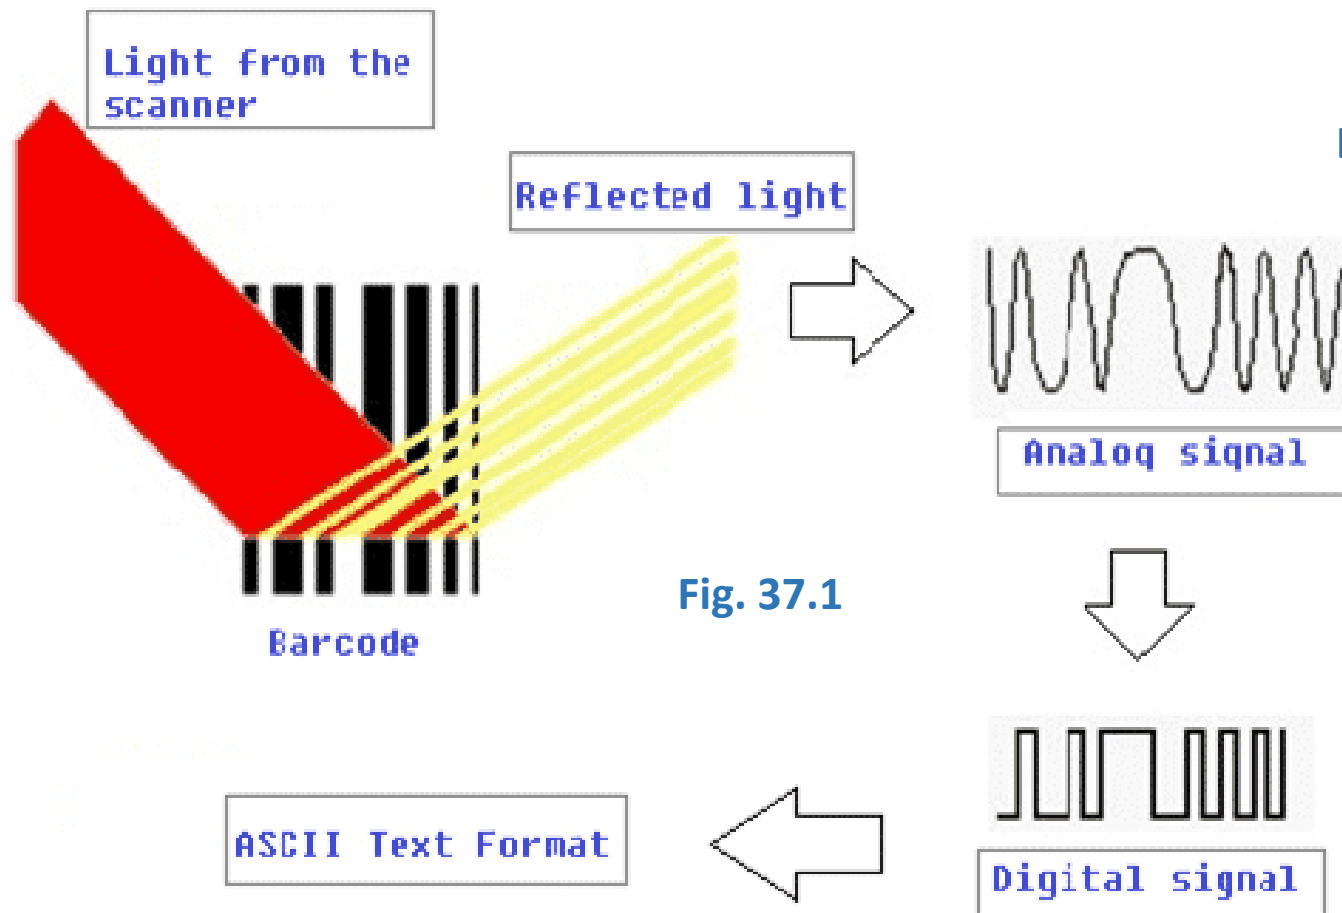 Light from the
scanner
Reflected light
Analog signal
Fig. 37.1
Barcode
ASCII Text Format
Digital signal